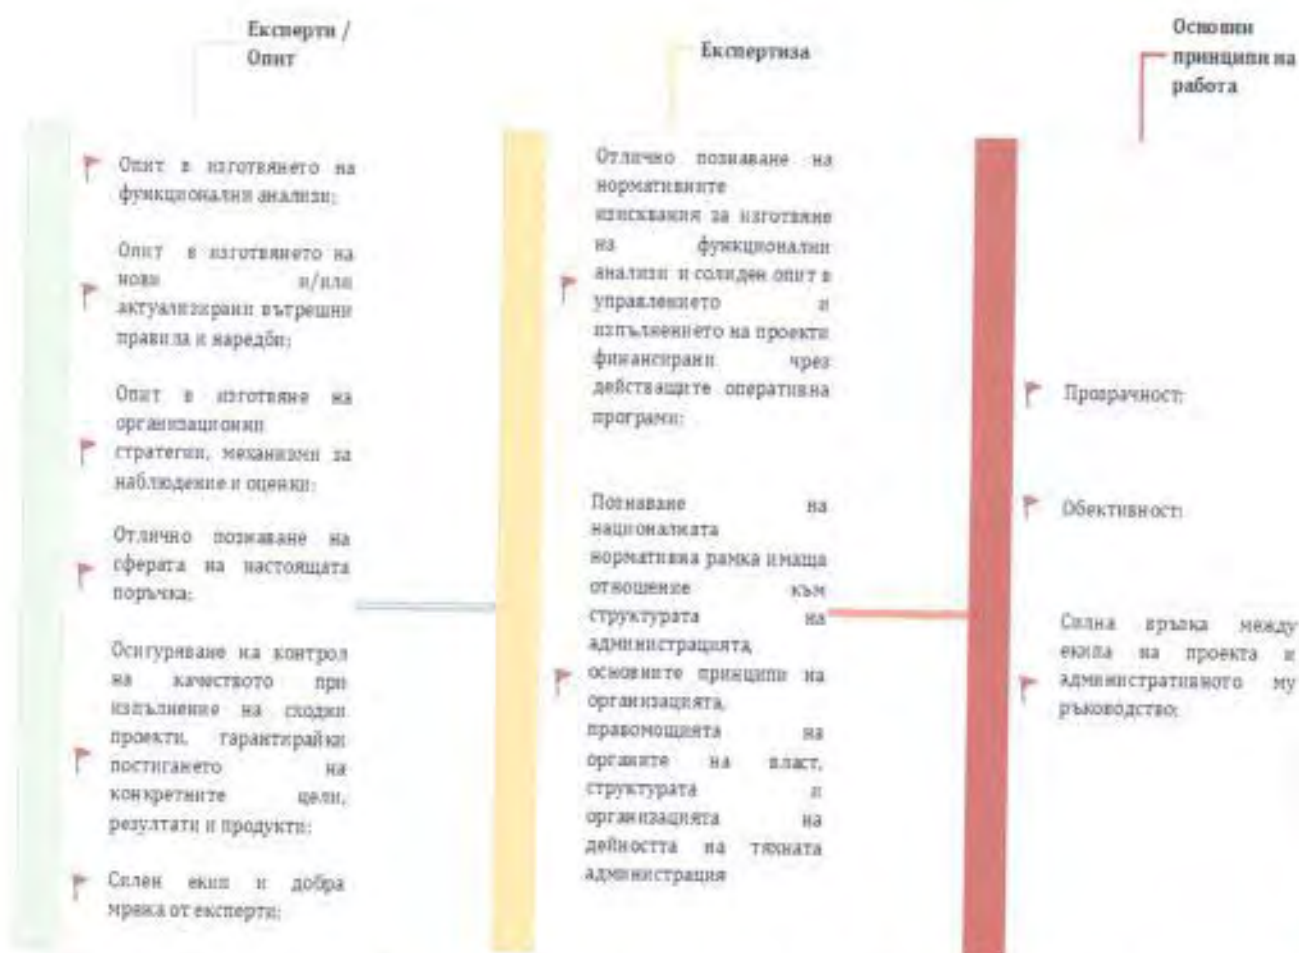 Експерти /
Опит
Опит в изготвянето на
функционални анализи;
Опит в изготвянето на
нови и/или
актуализирани вътрешни
правила и наредби;
Опит в изготвяне на
организационни
стратегии, механизми за
наблюдение и оценки;
Отлично познаване на
сферата на настоящата
поръчка;
Осигуряване на контрол
на качеството при
изпълнение на сходни
проекти, гарантирайки
постигането на
конкретните цели,
резултати и продукти;
Силен екип и добра
мрежа от експерти;
Експертиза
Отлично познаване на
нормативните
изисквания за изготвяне
на функционални
анализи и солиден опит в
управлението и
изпълнението на проекти
финансирани чрез
действащите оперативна
програми;
Познаване на
националната
нормативна рамка имаща
отношение към
структурата на
администрацията,
основните принципи на
организацията,
правомощията на
органите на власт,
структурата и
организацията на
дейността на тяхната
администрация
Основни
принципи на
работа
Прозрачност;
Обективност;
Силна връзка между
екипа на проекта и
административното му
ръководство;